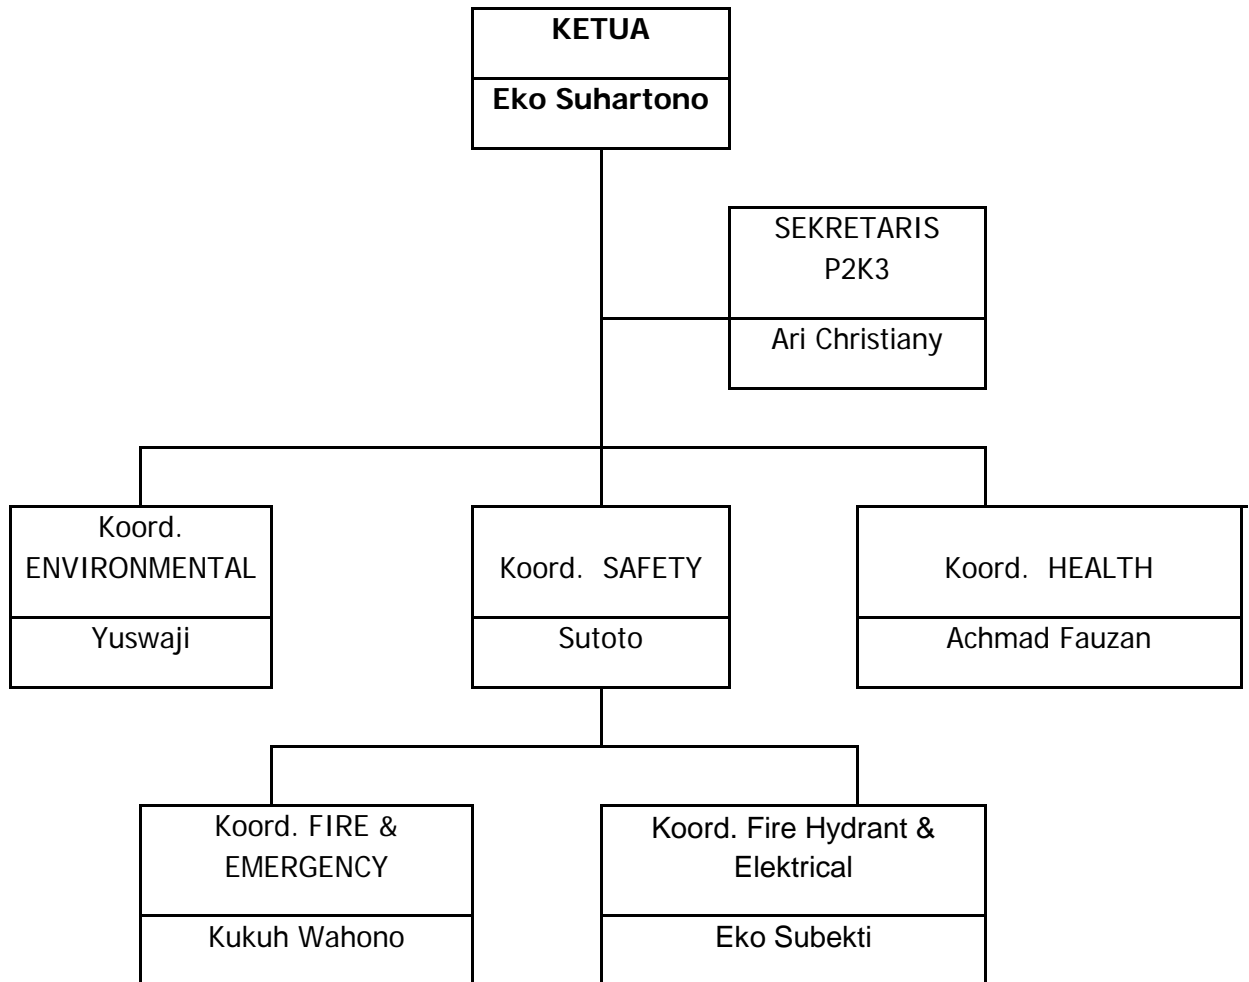 KETUA
Eko Suhartono
SEKRETARIS
P2K3
Ari Christiany
Koord.
ENVIRONMENTAL
Yuswaji
Koord. SAFETY
Sutoto
Koord. HEALTH
Achmad Fauzan
Koord. FIRE &
EMERGENCY
Kukuh Wahono
Koord. Fire Hydrant &
Elektrical
Eko Subekti